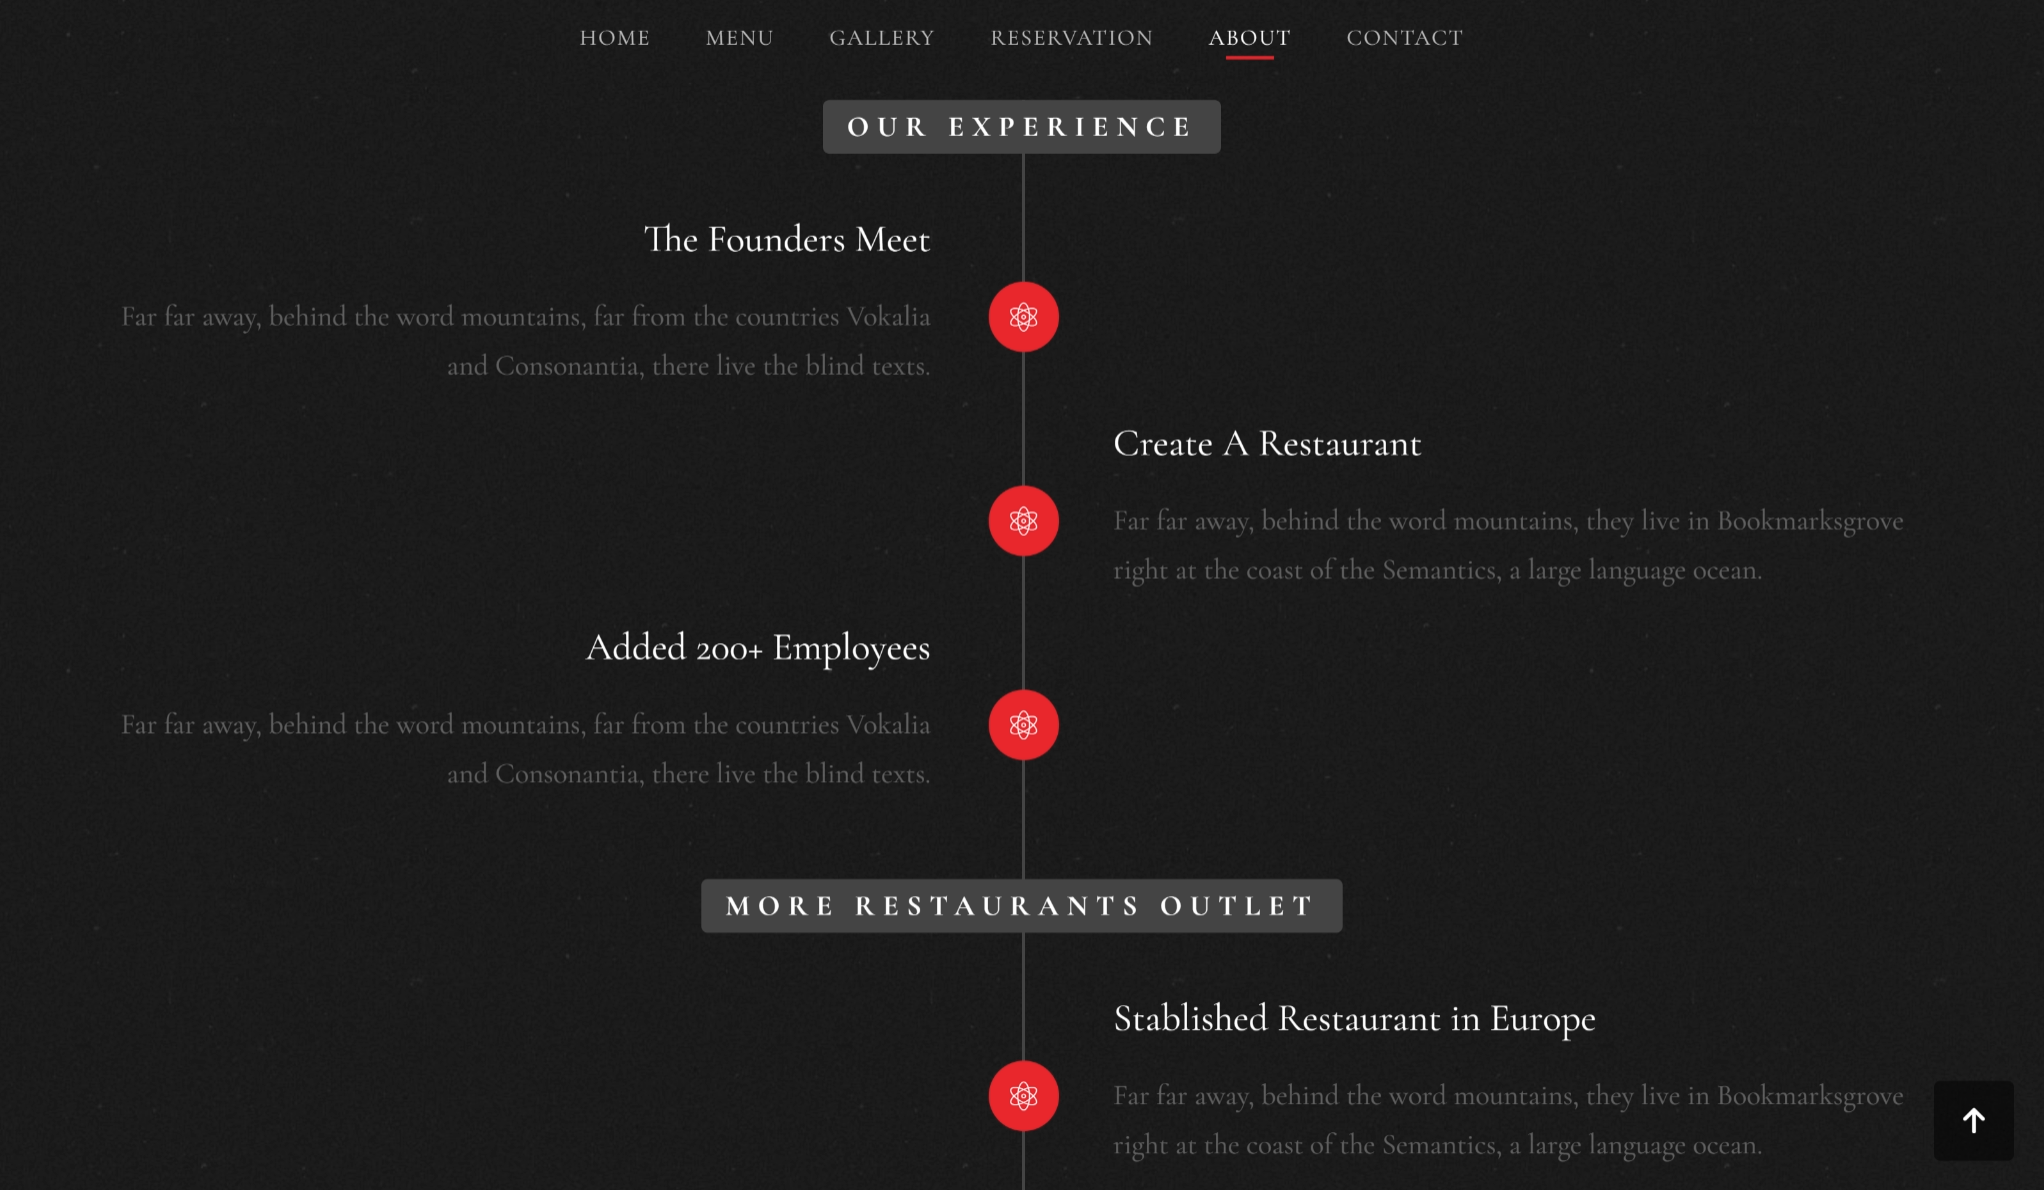 HOME MENU GALLERY RESERVATION ABOUT CONTACT
OUR EXPERIENCE
The Founders Meet
Far far away, behind the word mountains, far from the countries Vokalia
and Consonantia, there live the blind texts.
Create A Restaurant
Far far away, behind the word mountains, they live in Bookmarksgrove
right at the coast of the Semantics, a large language ocean.
Added 200+ Employees
Far far away, behind the word mountains, far from the countries Vokalia
and Consonantia, there live the blind texts.
MORE RESTAURANTS OUTLET
Stablished Restaurant in Europe
Far far away, behind the word mountains, they live in Bookmarksgrove
right at the coast of the Semantics, a large language ocean.